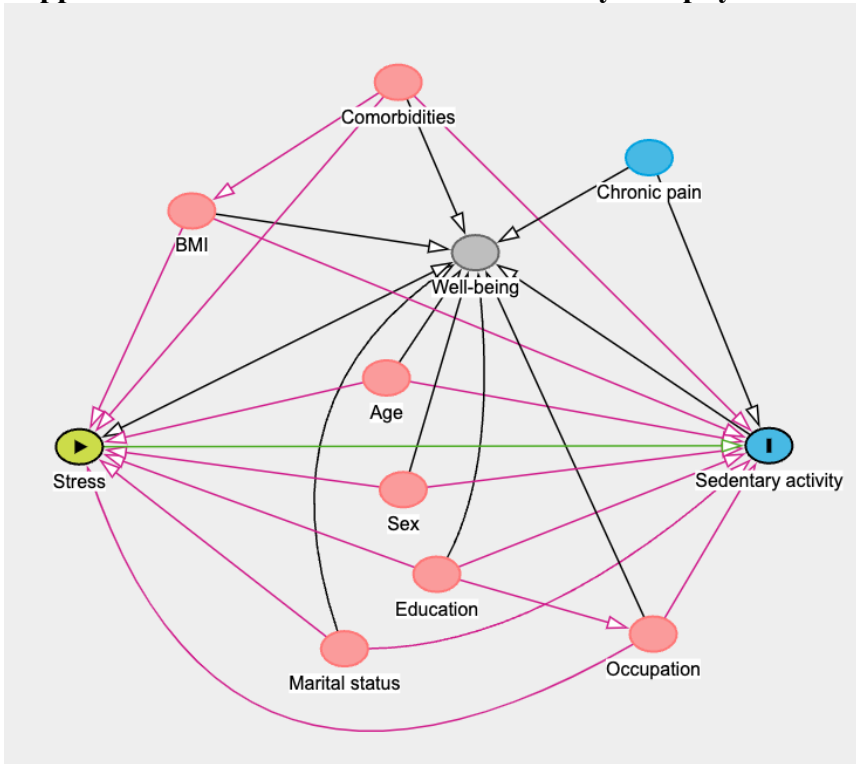 Comorbidities
Chronic pain
BMI
Well-being
Age
Stress
Sedentary activity
Sex
Education
Occupation
Marital status